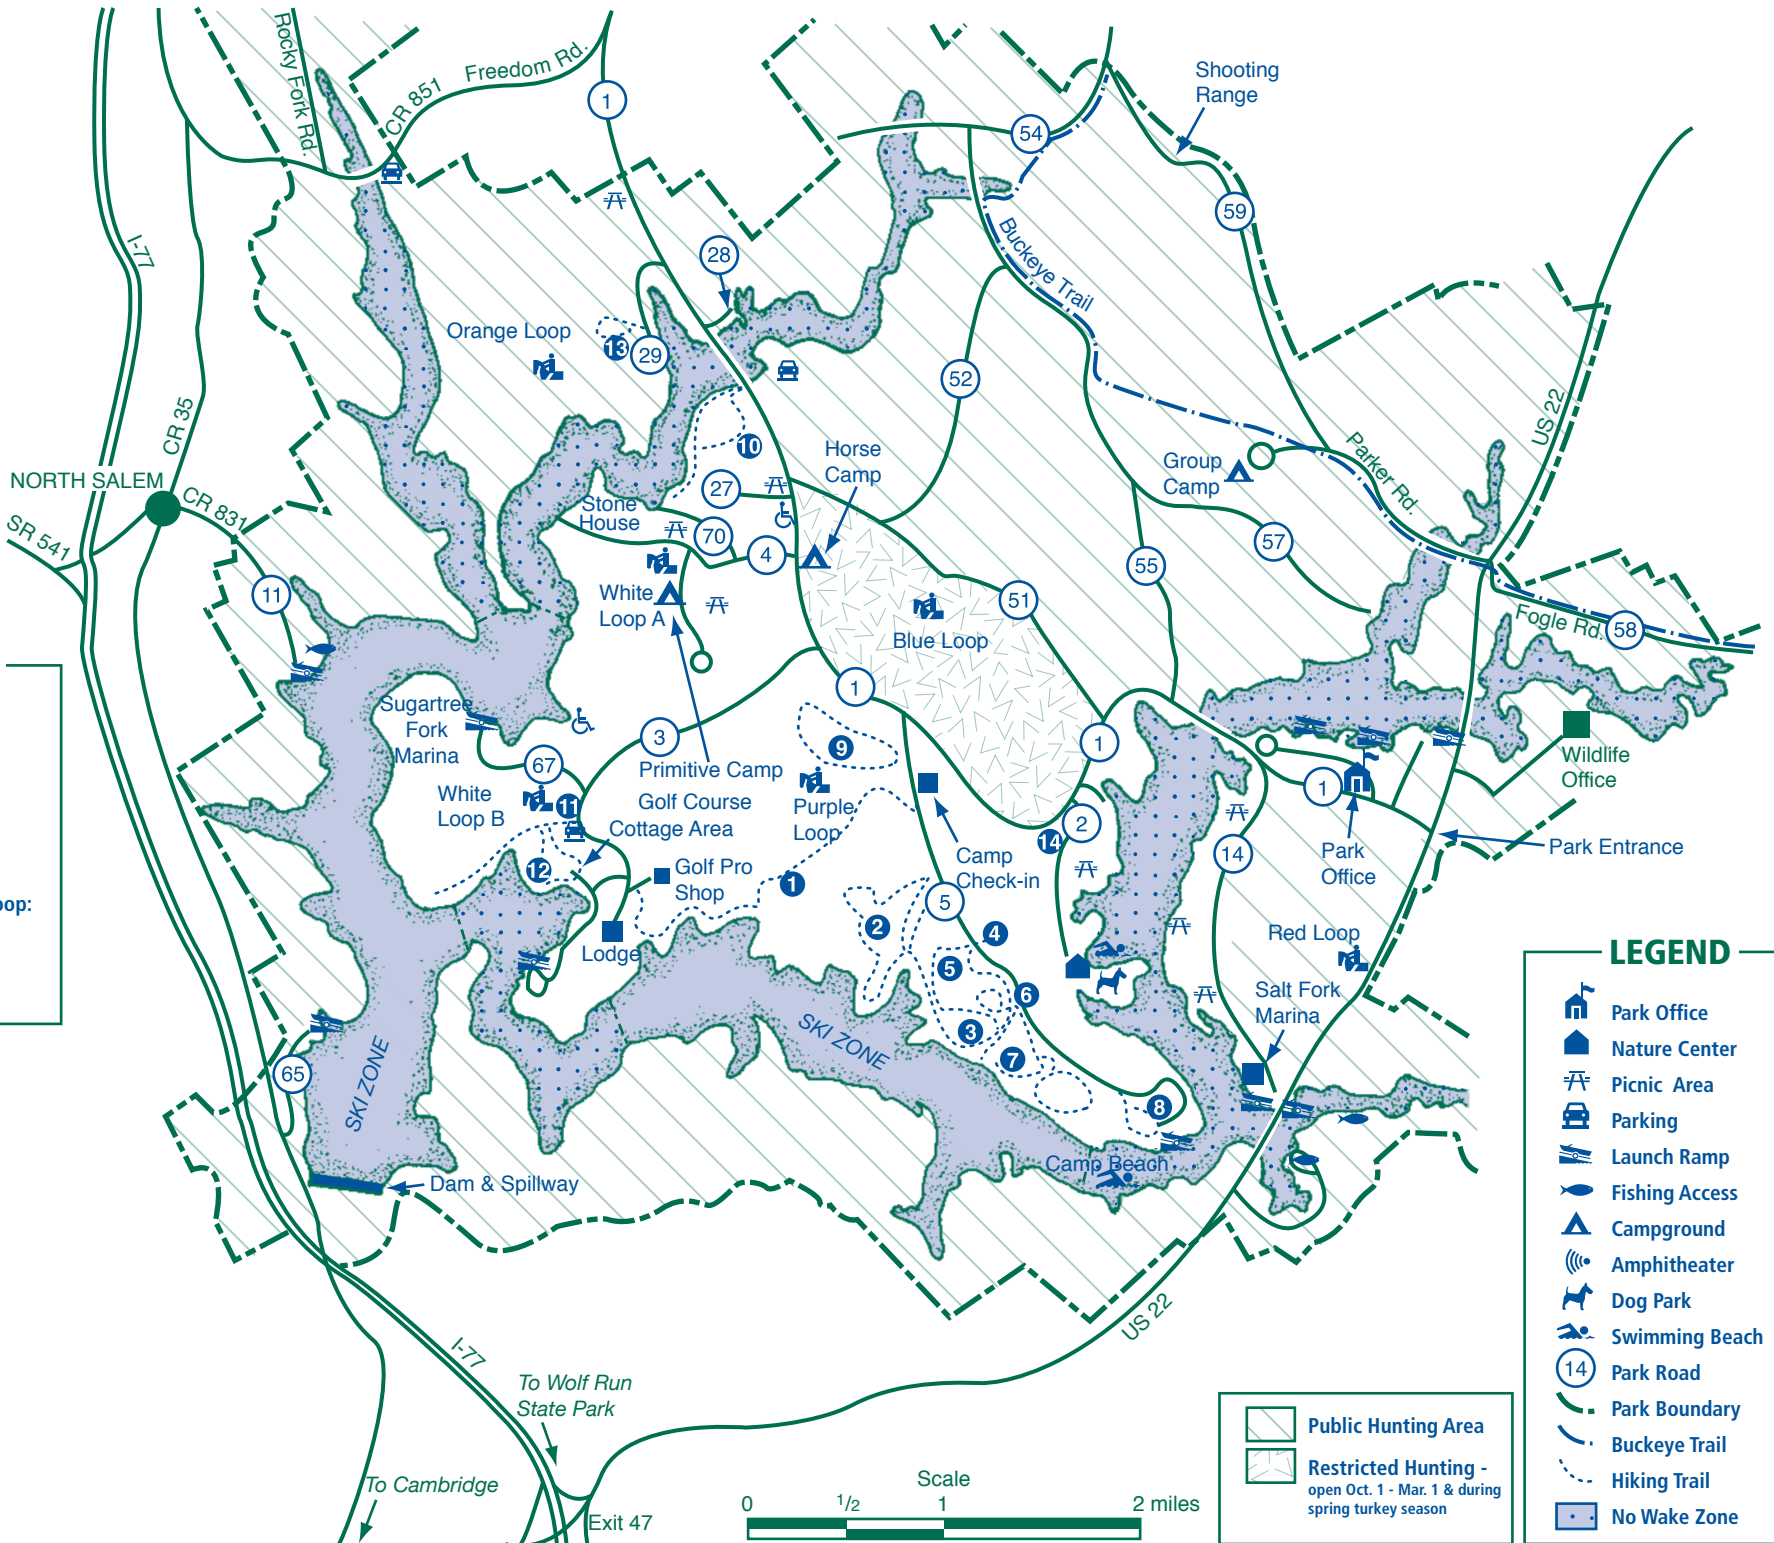 Rocky Fork Rd.
CR 851
Freedom Rd.
1
Shooting
Range
54
59
I-77
28
Buckeye Trail
Orange Loop
13
29
52
US 22
CR 35
10
Horse
Camp
Group
Camp
Parker Rd.
NORTH SALEM
CR 831
SR 541
27
Stone
House
70
4
57
55
11
White
Loop A
51
Blue Loop
Fogle Rd.
58
Sugartree
Fork
Marina
1
3
9
1
Wildlife
Office
67
Primitive Camp
White
Loop B
11
Golf Course
Cottage Area
Purple
Loop
1
2
14
14
Park Entrance
Park
Office
12
Golf Pro
Shop
1
Camp
Check-in
5
2
4
Red Loop
Lodge
5
6
Salt Fork
Marina
oop:
SKI ZONE
SKI ZONE
3
7
65
8
Camp Beach
Dam & Spillway
US 22
I-77
To Wolf Run
State Park
To Cambridge
Exit 47
Scale
0
1/2
1
2 miles
Public Hunting Area
Restricted Hunting -
open Oct. 1 - Mar. 1 & during
spring turkey season
LEGEND
Park Office
Nature Center
Picnic Area
Parking
Launch Ramp
Fishing Access
Campground
Amphitheater
Dog Park
Swimming Beach
14
Park Road
Park Boundary
Buckeye Trail
Hiking Trail
No Wake Zone